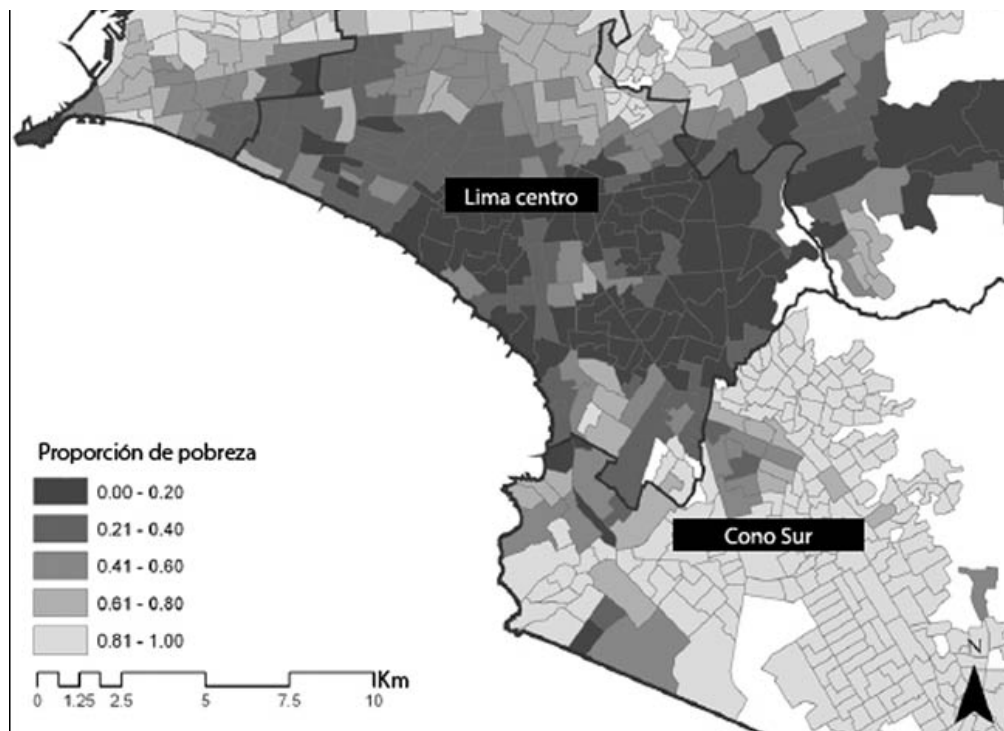 Lima centro
Proporción de pobreza
0.00 - 0.20
0.21 - 0.40
0.41 - 0.60
0.61 - 0.80
0.81 - 1.00
Cono Sur
N
Km
0 1.25 2.5 5 7.5 10